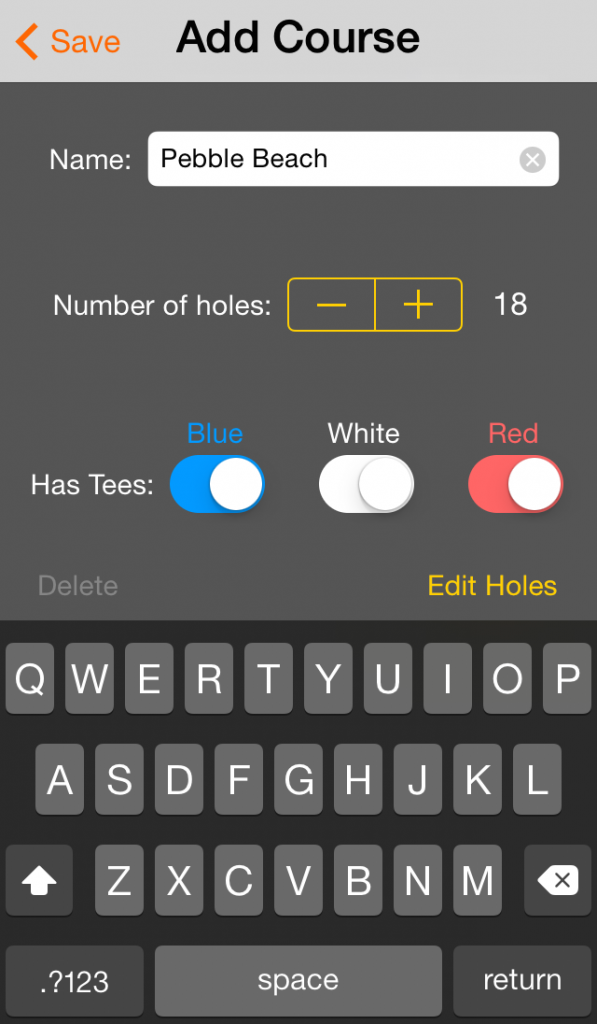 Save Add Course
Name: Pebble Beach
Number of holes: 18
Blue White Red
Has Tees:
Delete Edit Holes
Q W E R T Y U I O P
A S D F G H J K L
Z X C V B N M
.?123 space return